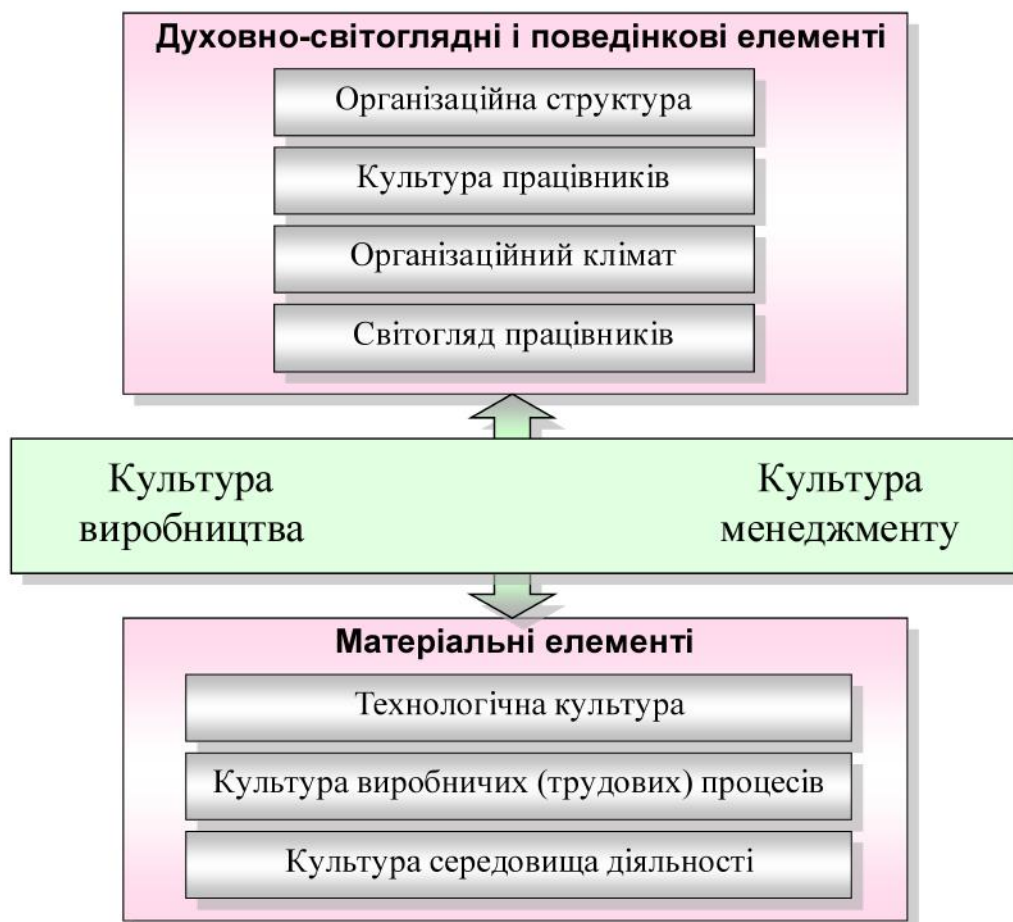 Духовно-світоглядні і поведінкові елементі
Організаційна структура
Культура працівників
Організаційний клімат
Світогляд працівників
Культура
виробництва
Культура
менеджменту
Матеріальні елементі
Технологічна культура
Культура виробничих (трудових) процесів
Культура середовища діяльності